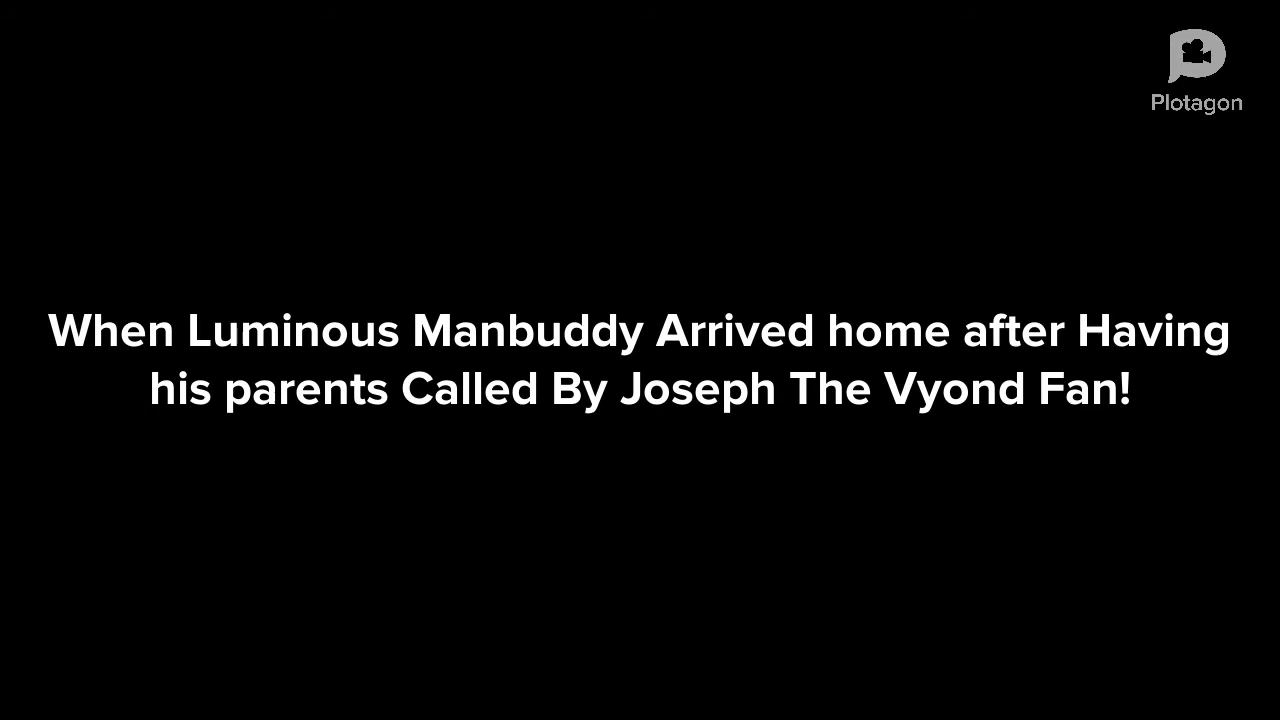 Plotagon
When Luminous Manbuddy Arrived home after Having
his parents Called By Joseph The Vyond Fan!